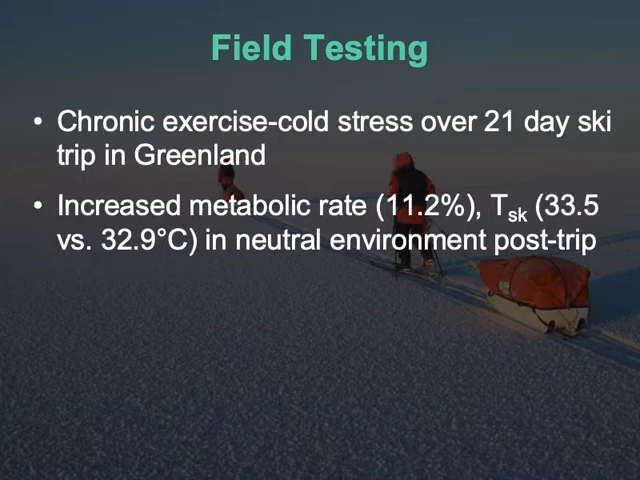 Field Testing
• Chronic exercise-cold stress over 21 day ski
trip in Greenland
• Increased metabolic rate (11.2%), Tsk (33.5
vs. 32.9°C) in neutral environment post-trip